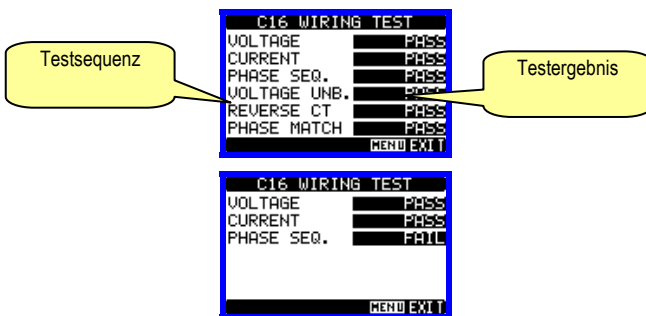 C16 WIRING TEST
VOLTAGE PASS
CURRENT PASS
PHASE SEQ. PASS
VOLTAGE UNB. PASS
REVERSE CT PASS
PHASE MATCH PASS
MENU EXIT
Testsequenz
Testergebnis
C16 WIRING TEST
VOLTAGE PASS
CURRENT PASS
PHASE SEQ. FAIL
MENU EXIT